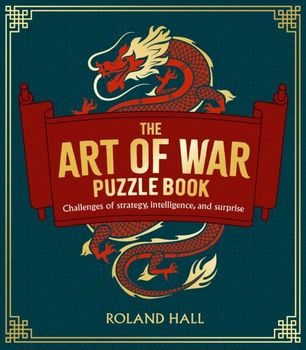 THE
ART OF WAR
PUZZLE BOOK
Challenges of strategy, intelligence, and surprise
ROLAND HALL